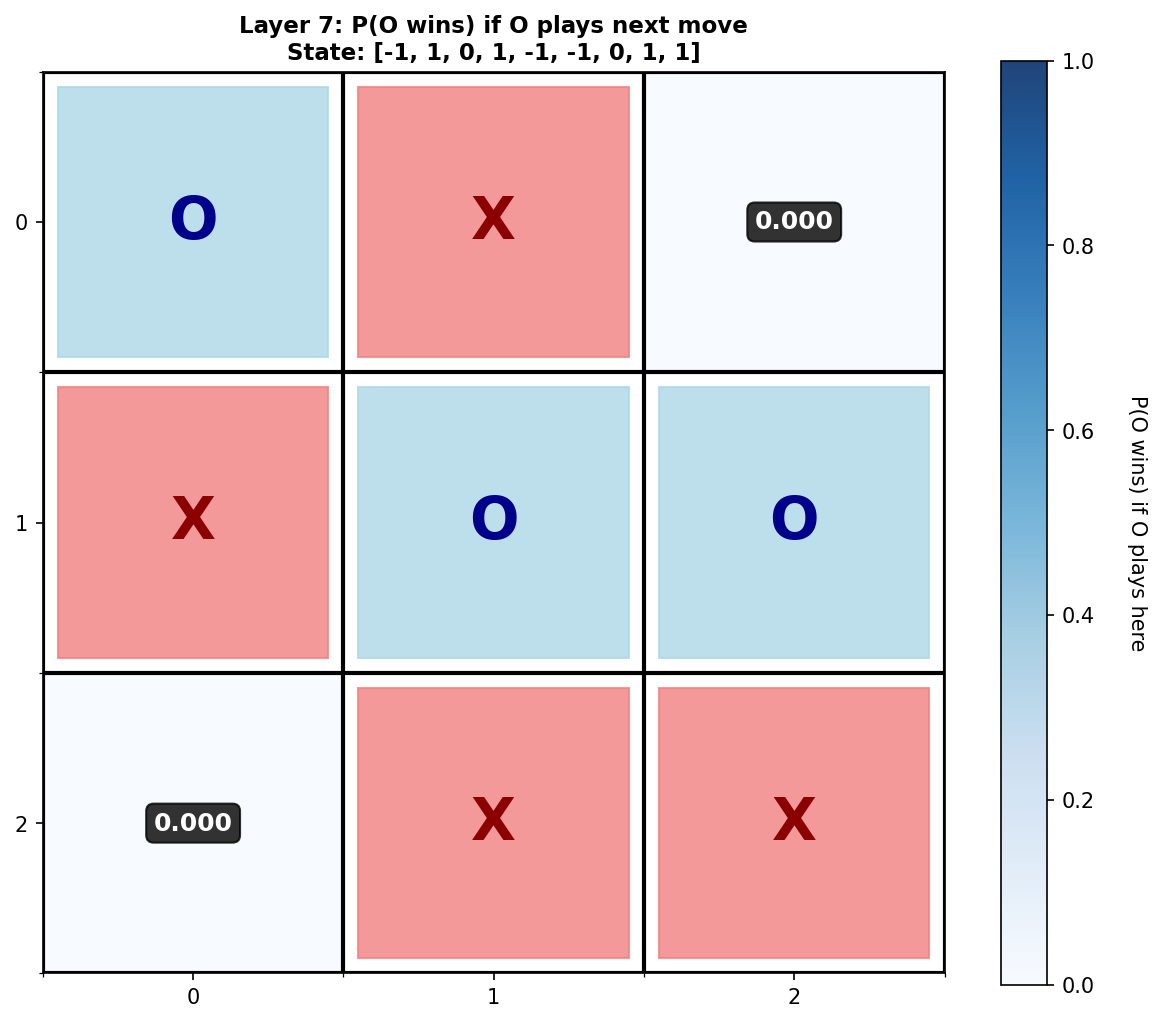 Layer 7: P(O wins) if O plays next move
State: [-1, 1, 0, 1, -1, -1, 0, 1, 1]
1.0
0
O
X
0.000
0.8
0.6
P(O wins) if O plays here
1
X
O
O
0.4
0.2
2
0.000
X
X
0.0
0
1
2